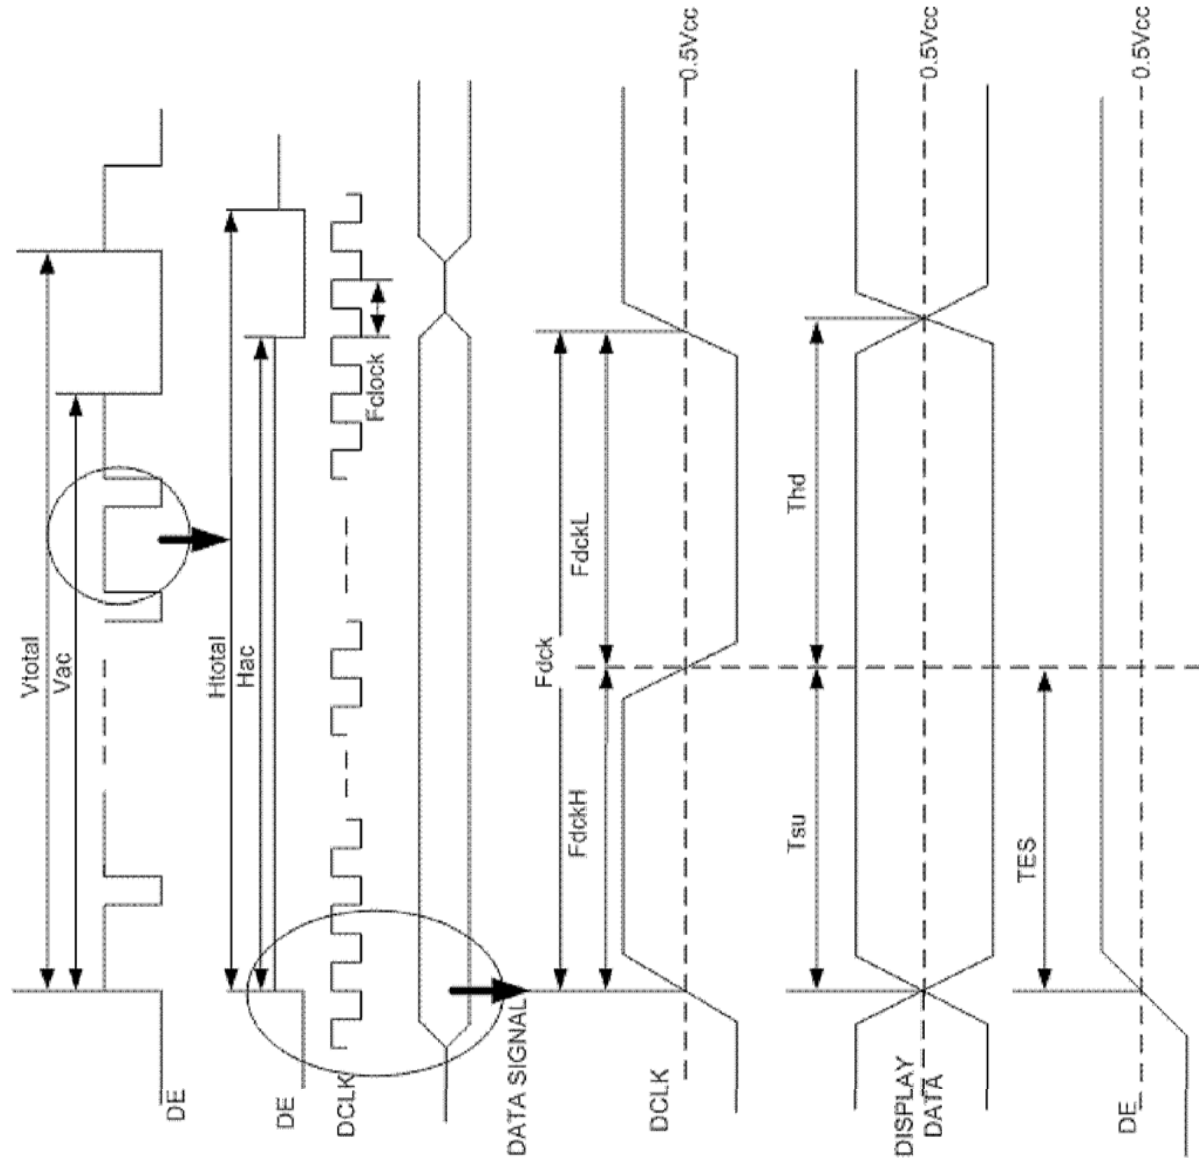 Vtotal
Vac
DE
Htotal
Hac
DE
DCLK
Fclock
DATA SIGNAL
Fdck
FdckH
FdckL
DCLK
0.5Vcc
Tsu
Thd
DISPLAY
DATA
0.5Vcc
TES
DE
0.5Vcc